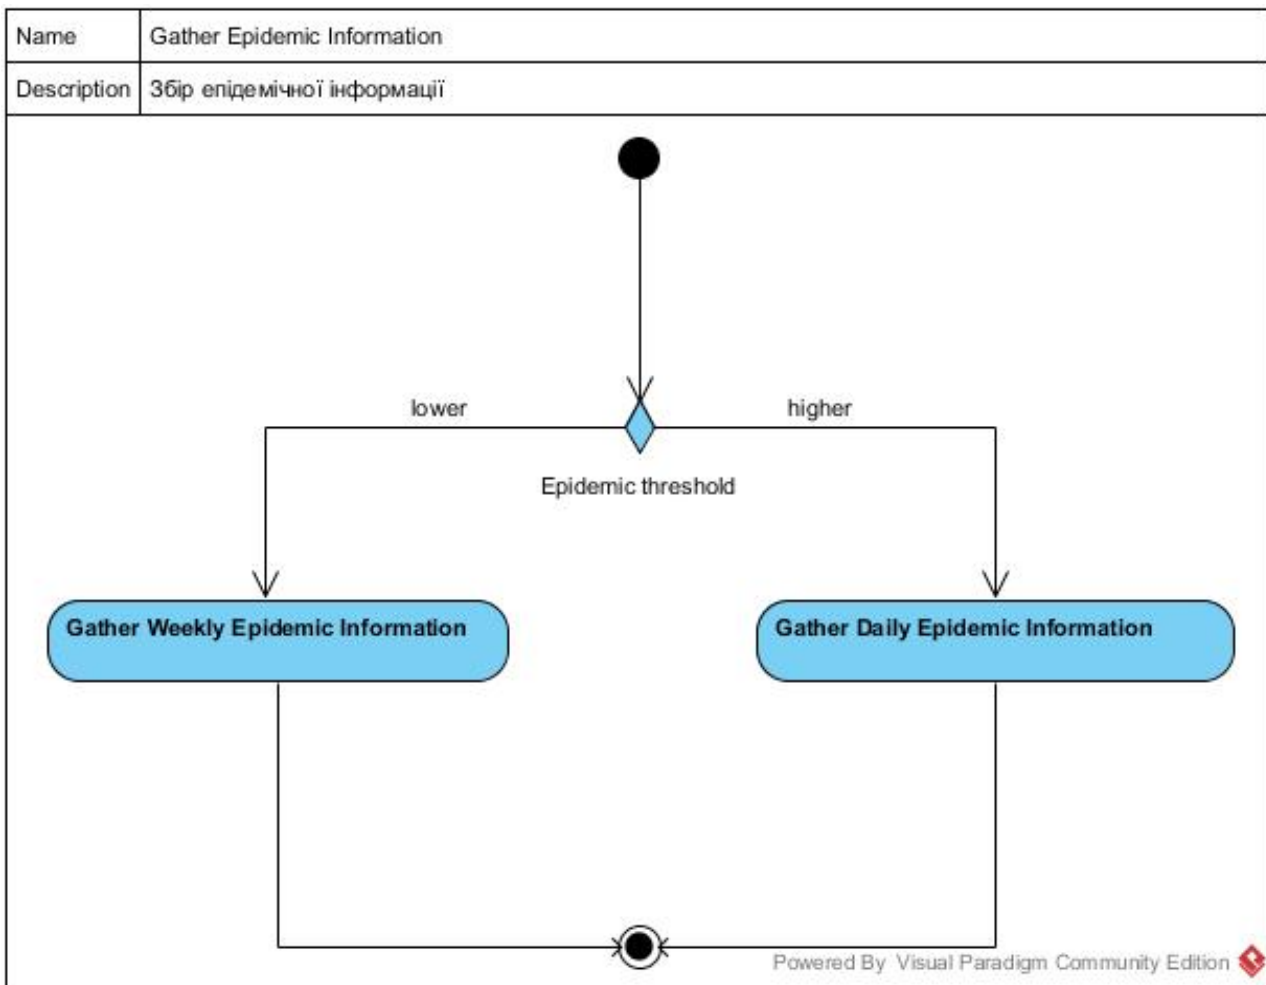 Name Gather Epidemic Information
Description Збір епідемічної інформації
lower higher
Epidemic threshold
Gather Weekly Epidemic Information Gather Daily Epidemic Information
Powered By Visual Paradigm Community Edition